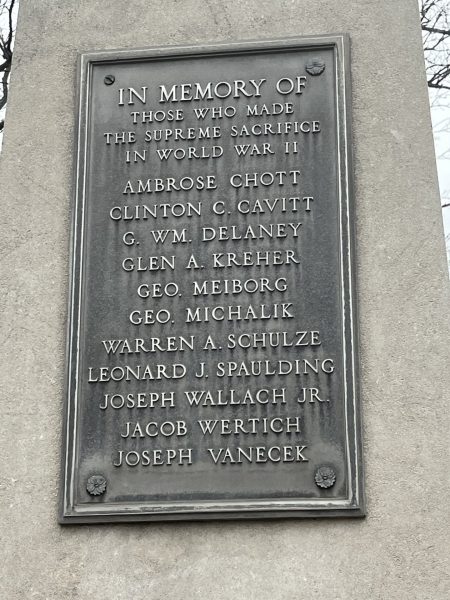 IN MEMORY OF
THOSE WHO MADE
THE SUPREME SACRIFICE
IN WORLD WAR II
AMBROSE CHOTT
CLINTON C. CAVITT
G. WM. DELANEY
GLEN A. KREHER
GEO. MEIBORG
GEO. MICHALIK
WARREN A. SCHULZE
LEONARD J. SPAULDING
JOSEPH WALLACH JR.
JACOB WERTICH
JOSEPH VANECEK